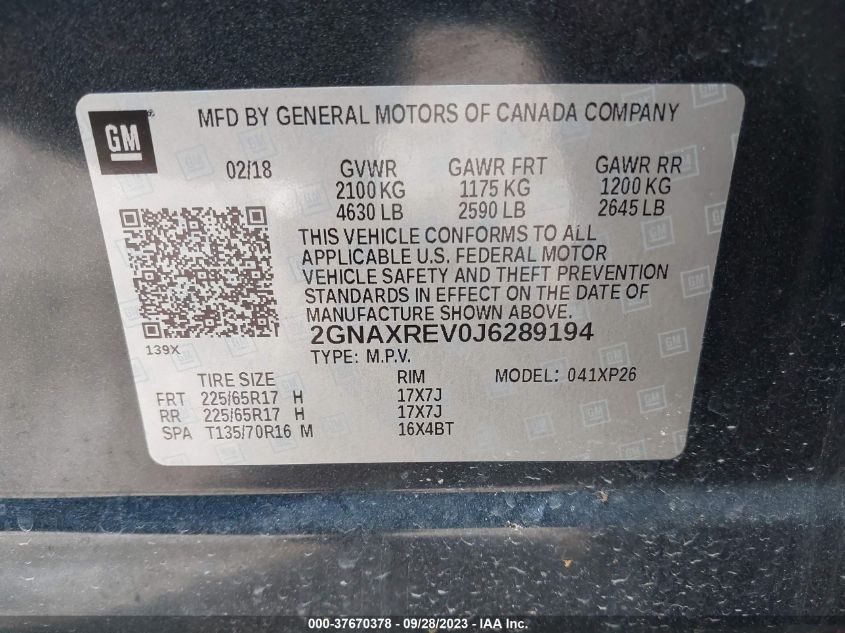 GM
MFD BY GENERAL MOTORS OF CANADA COMPANY
02/18 GVWR GAWR FRT GAWR RR
2100 KG 1175 KG 1200 KG
4630 LB 2590 LB 2645 LB
THIS VEHICLE CONFORMS TO ALL
APPLICABLE U.S. FEDERAL MOTOR
VEHICLE SAFETY AND THEFT PREVENTION
STANDARDS IN EFFECT ON THE DATE OF
MANUFACTURE SHOWN ABOVE.
139X 2GNAXREV0J6289194
TYPE: M.P.V.
TIRE SIZE RIM MODEL: 041XP26
FRT 225/65R17 H 17X7J
RR 225/65R17 H 17X7J
SPA T135/70R16 M 16X4BT
000-37670378 - 09/28/2023 - IAA Inc.